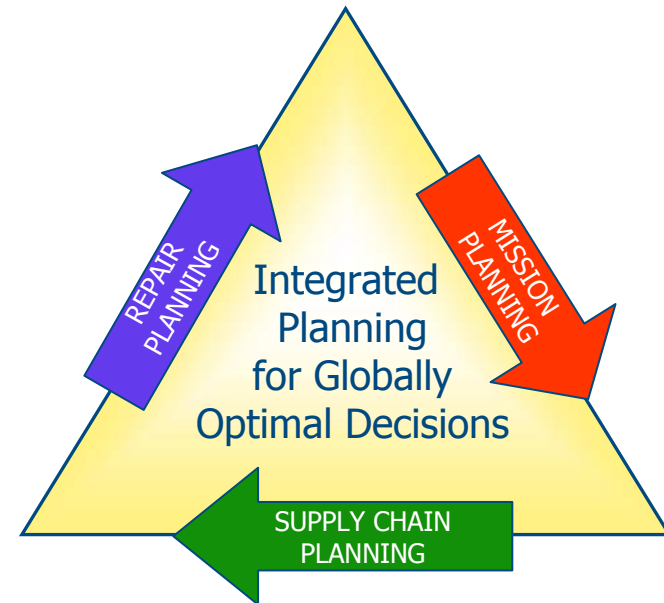 REPAIR
PLANNING
MISSION
PLANNING
Integrated
Planning
for Globally
Optimal Decisions
SUPPLY CHAIN
PLANNING